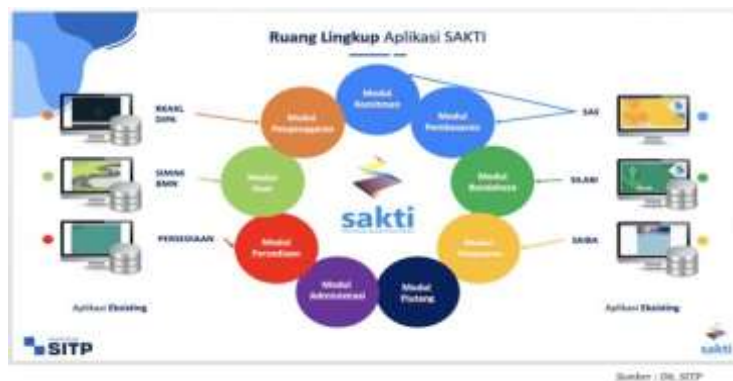 Ruang Lingkup Aplikasi SAKTI
Modul
Komitmen
Modul
Penganggaran
Modul
Pembayaran
RKAKL
DIPA
SAS
SIMAK
BMN
Modul
Aset
Modul
Bendahara
SILABI
sakti
PERSEDIAAN
Modul
Persediaan
Modul
Pelaporan
SAIBA
Modul
Administrasi
Modul
Piutang
Aplikasi Eksisting
Aplikasi Eksisting
SITP
sakti
Sumber : Dit. SITP